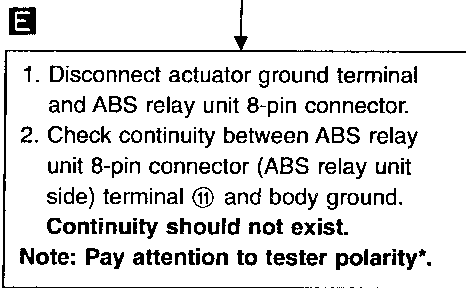 E
1. Disconnect actuator ground terminal
and ABS relay unit 8-pin connector.
2. Check continuity between ABS relay
unit 8-pin connector (ABS relay unit
side) terminal ⑪ and body ground.
Continuity should not exist.
Note: Pay attention to tester polarity*.